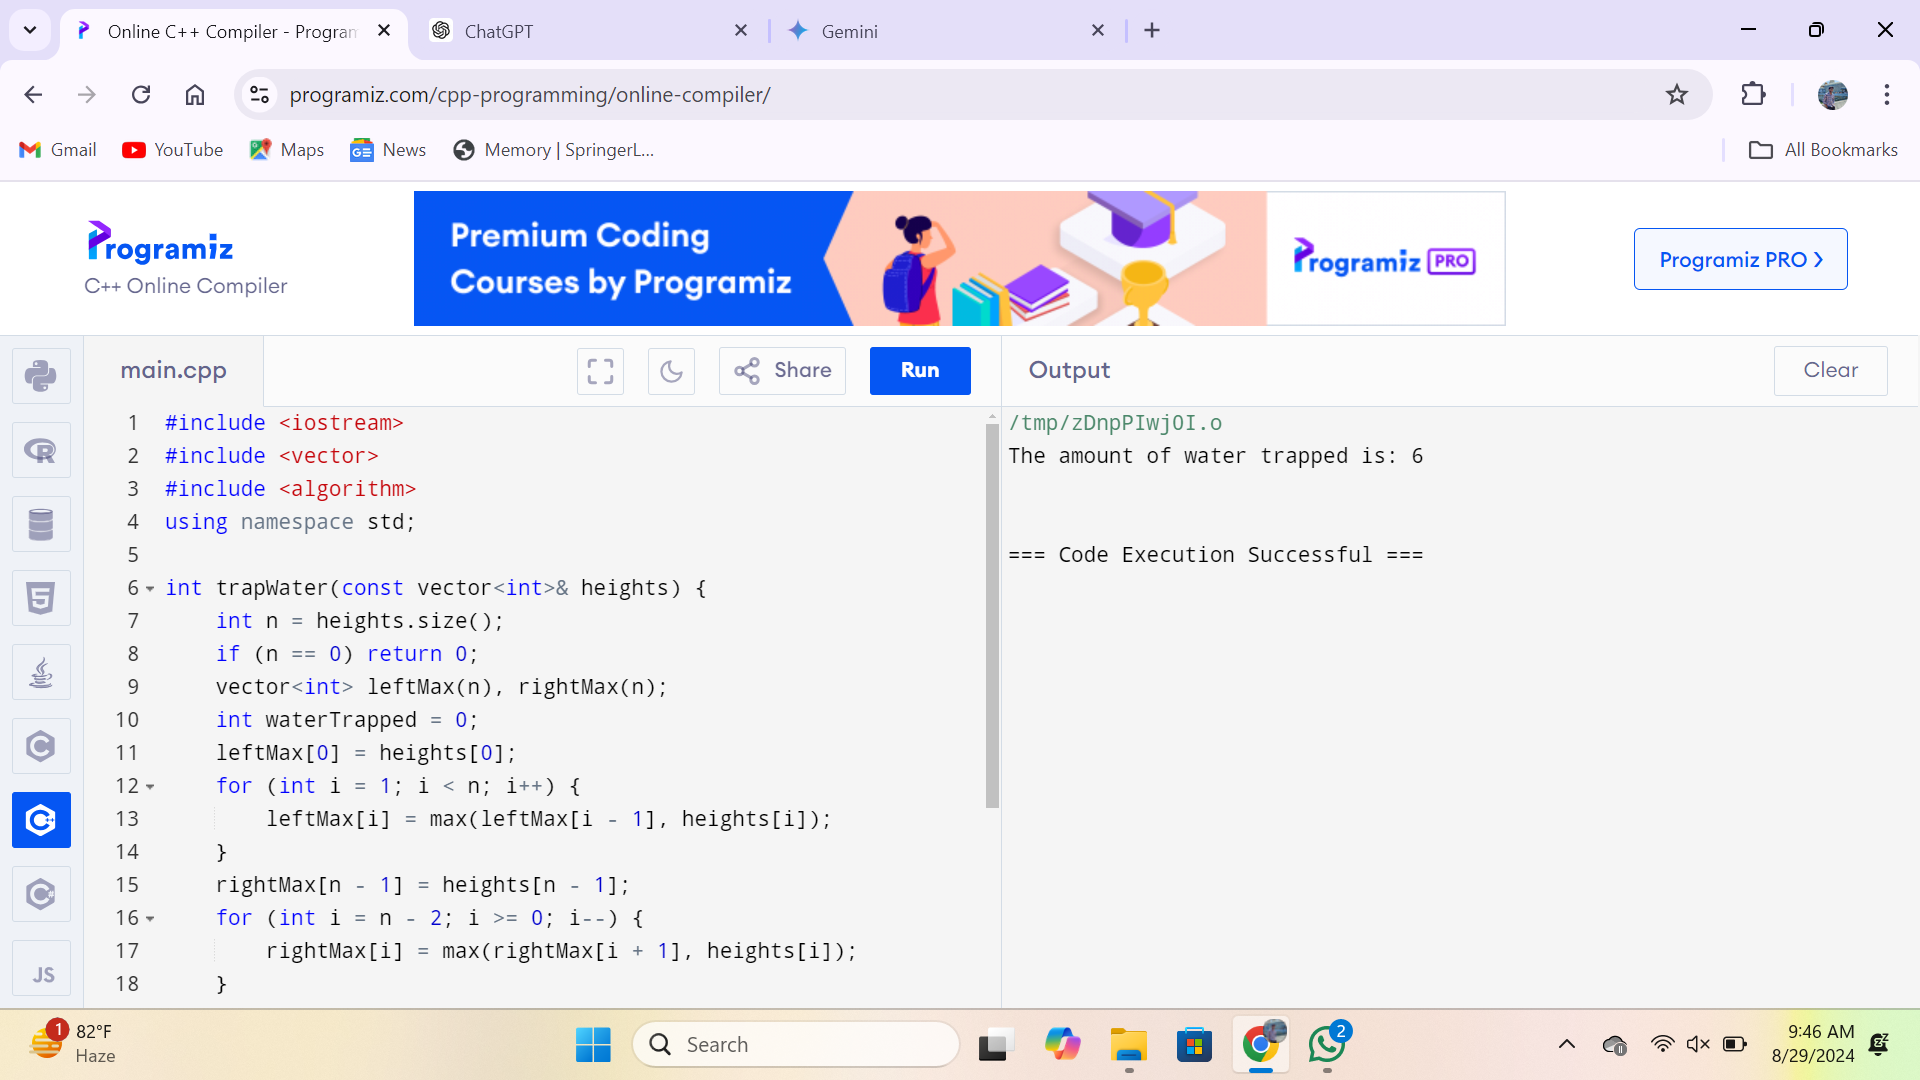 Online C++ Compiler - Program
ChatGPT
Gemini
programiz.com/cpp-programming/online-compiler/
Gmail
YouTube
Maps
News
Memory | SpringerL...
All Bookmarks
Programiz
C++ Online Compiler
Premium Coding
Courses by Programiz
Programiz PRO
Programiz PRO
main.cpp
Share
Run
Output
Clear
1 #include <iostream>
2 #include <vector>
3 #include <algorithm>
4 using namespace std;
5
6 int trapWater(const vector<int>& heights) {
7 int n = heights.size();
8 if (n == 0) return 0;
9 vector<int> leftMax(n), rightMax(n);
10 int waterTrapped = 0;
11 leftMax[0] = heights[0];
12 for (int i = 1; i < n; i++) {
13 leftMax[i] = max(leftMax[i - 1], heights[i]);
14 }
15 rightMax[n - 1] = heights[n - 1];
16 for (int i = n - 2; i >= 0; i--) {
17 rightMax[i] = max(rightMax[i + 1], heights[i]);
18 }
/tmp/zDnpPIwj0I.o
The amount of water trapped is: 6
=== Code Execution Successful ===
JS
1
82°F
Haze
Search
2
9:46 AM
8/29/2024